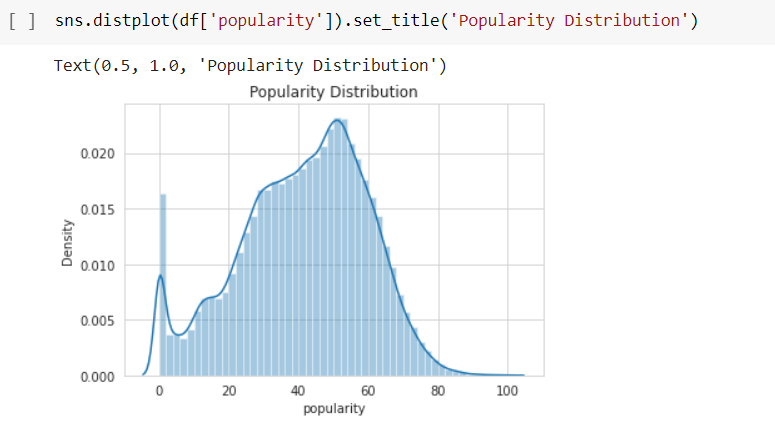 [ ] sns.distplot(df['popularity']).set_title('Popularity Distribution')
Text(0.5, 1.0, 'Popularity Distribution')
Popularity Distribution
0.020
0.015
0.010
0.005
0.000
Density
0 20 40 60 80 100
popularity